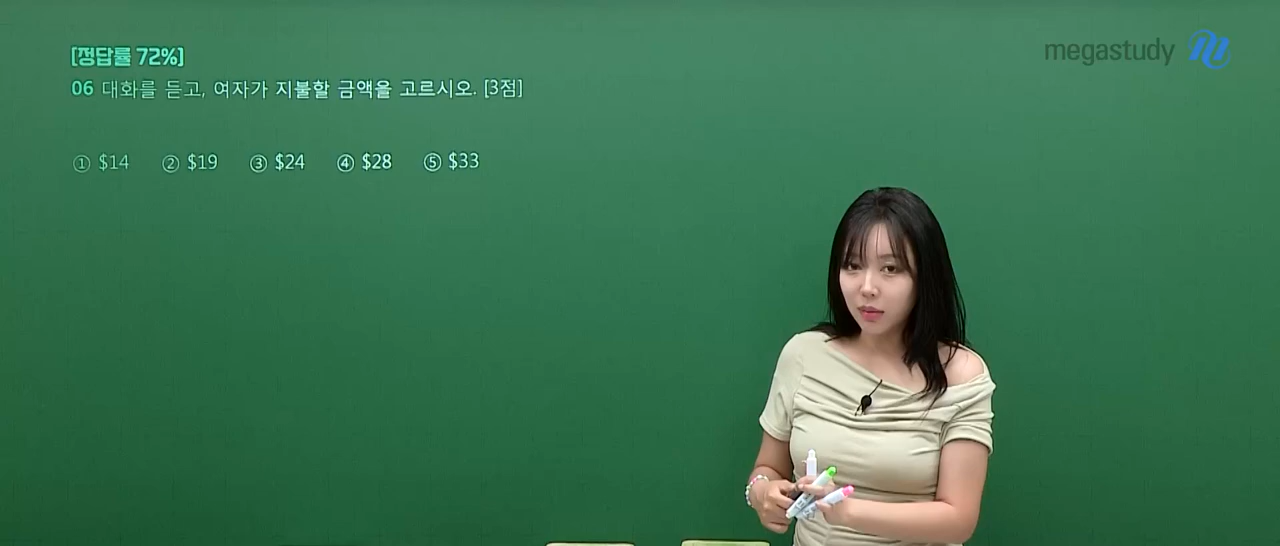 megastudy
[정답률 72%]
06 대화를 듣고, 여자가 지불할 금액을 고르시오. [3점]
① $14 ② $19 ③ $24 ④ $28 ⑤ $33